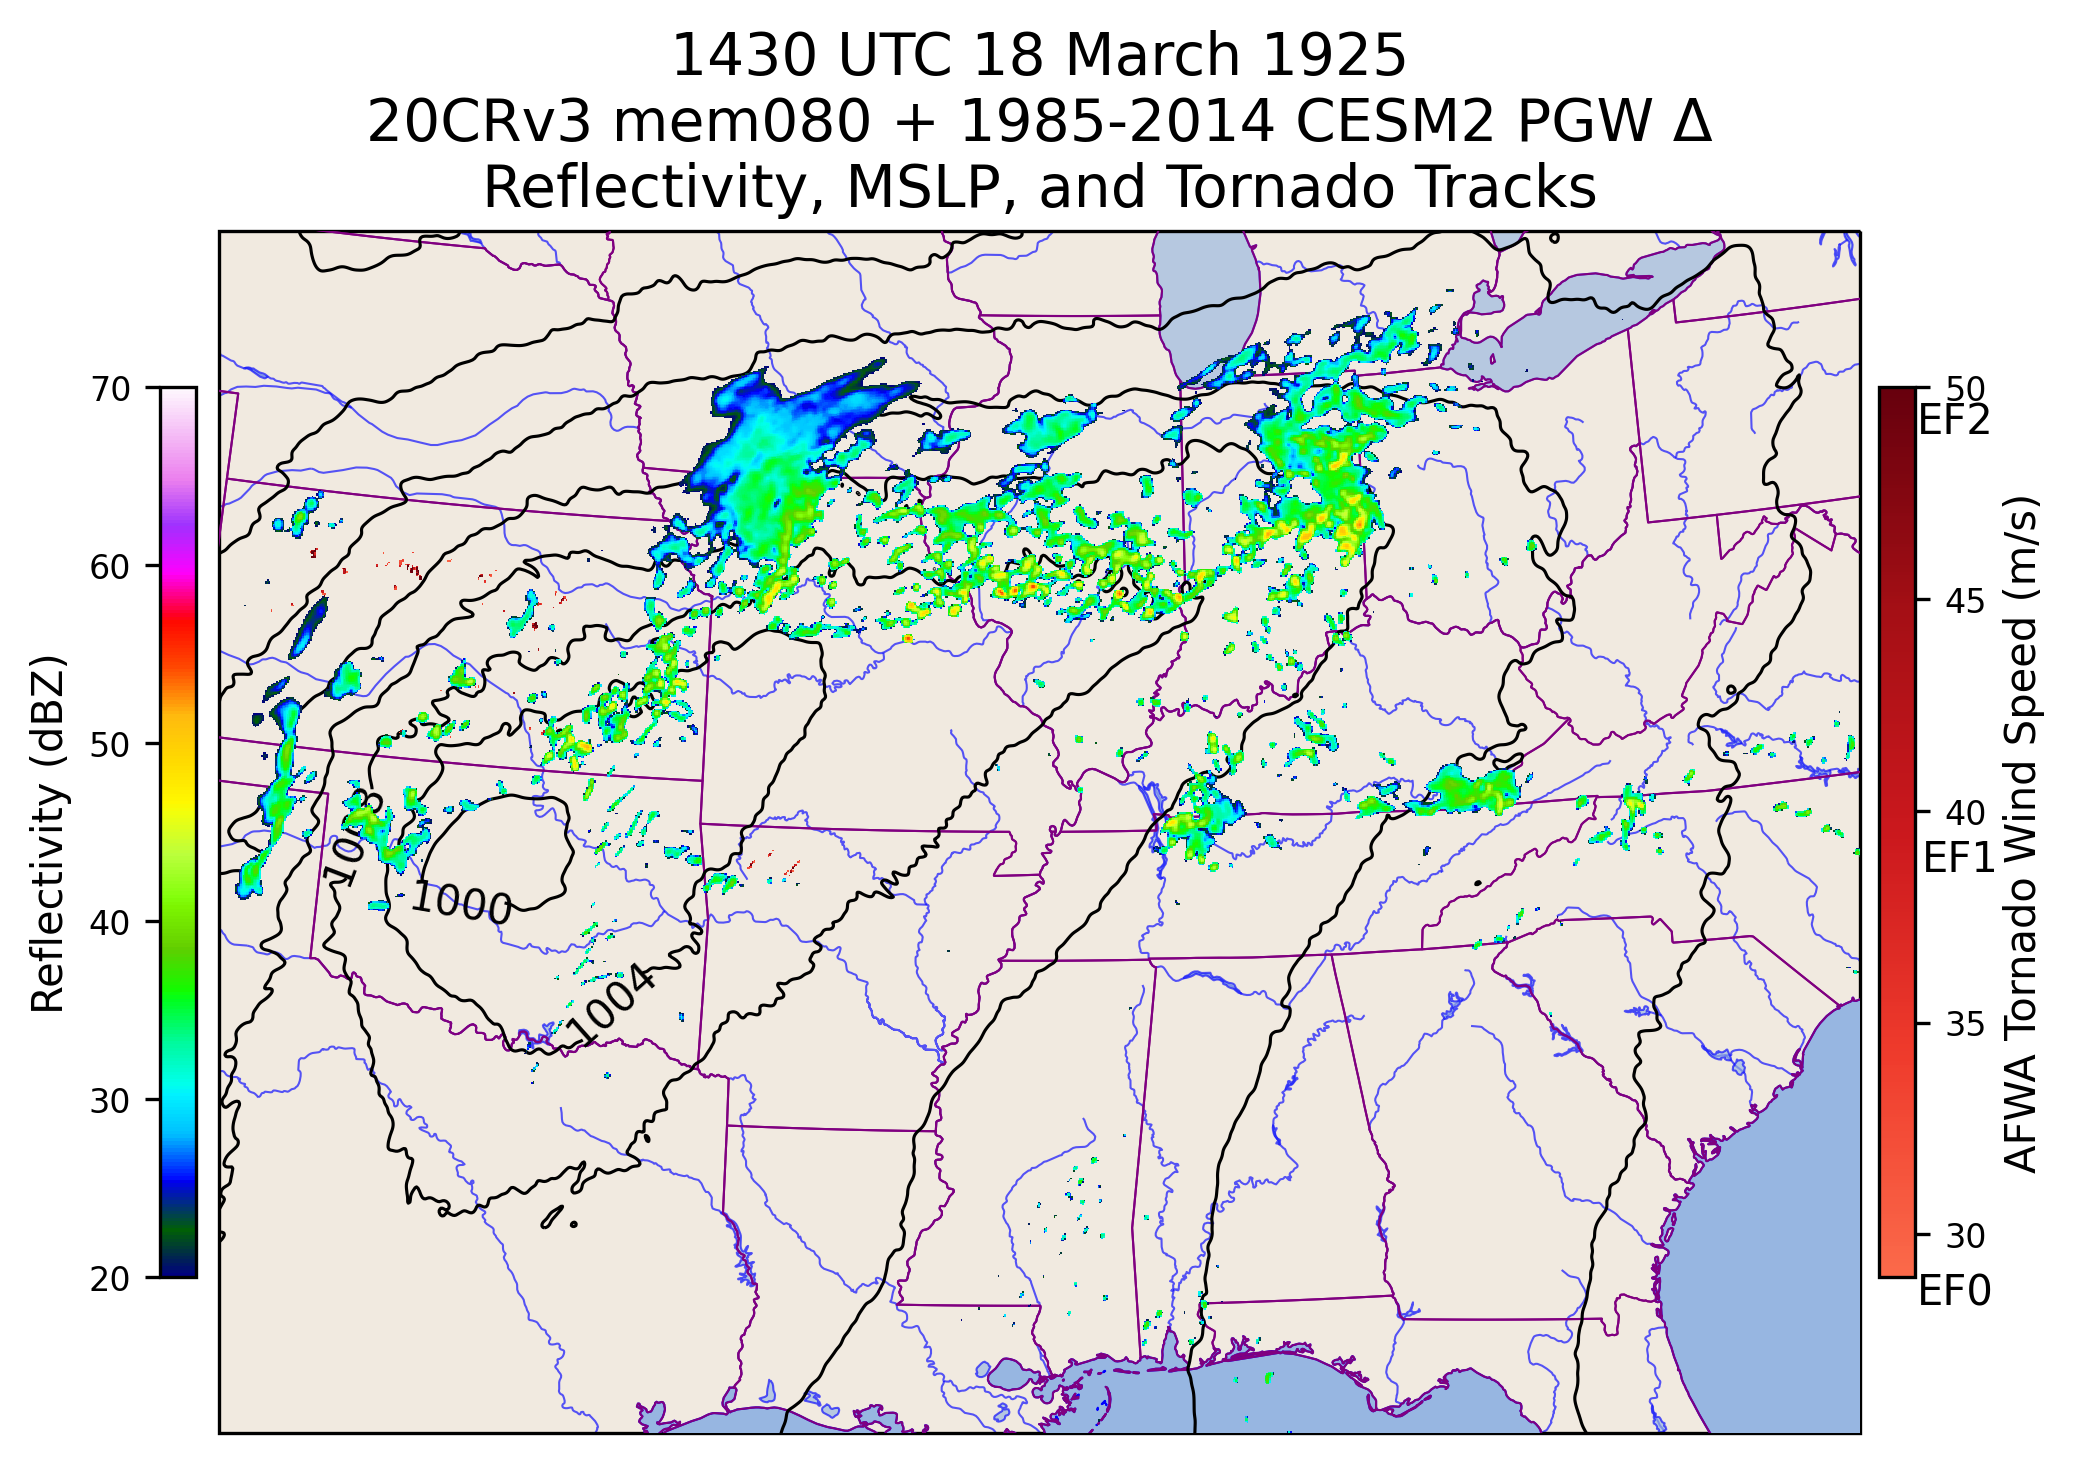 1430 UTC 18 March 1925
20CRv3 mem080 + 1985-2014 CESM2 PGW Δ
Reflectivity, MSLP, and Tornado Tracks
70
60
50
40
30
20
Reflectivity (dBZ)
1008
1000
1004
50
EF2
45
40
EF1
35
30
EF0
AFWA Tornado Wind Speed (m/s)